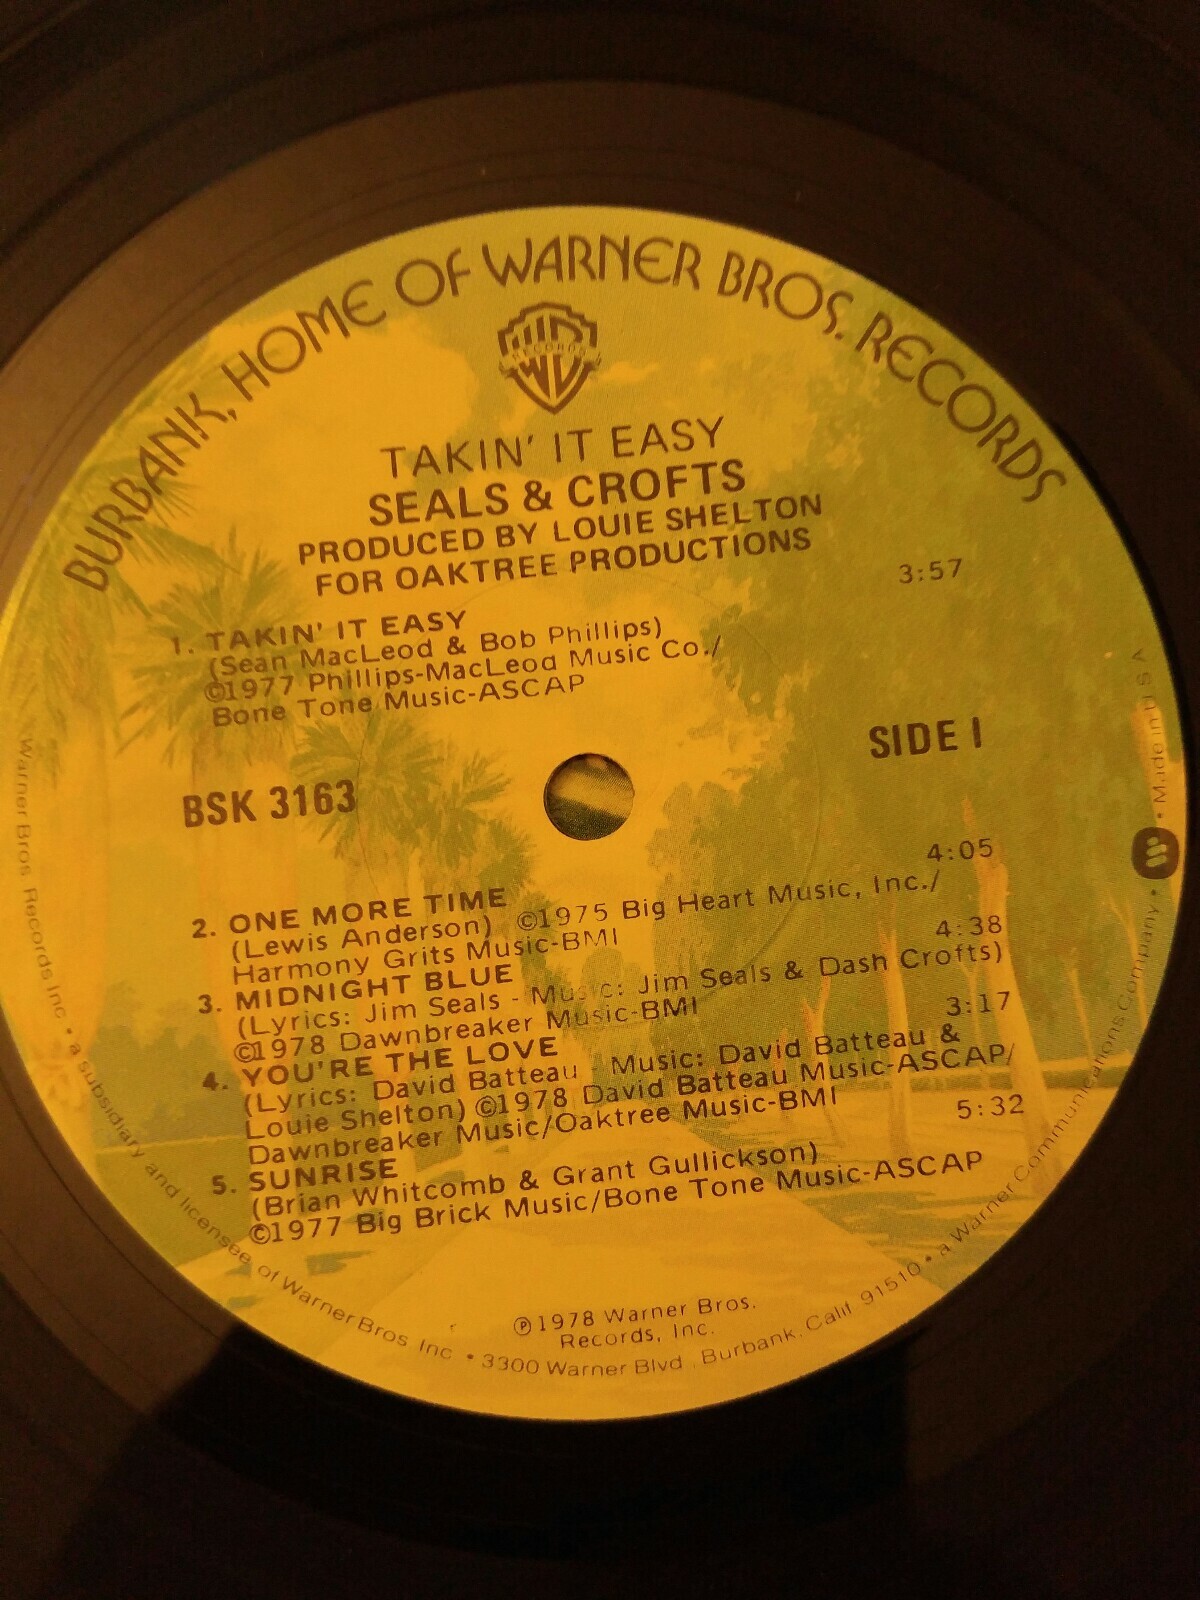 BURBANK, HOME OF WARNER BROS. RECORDS
RECORDS
TAKIN' IT EASY
SEALS & CROFTS
PRODUCED BY LOUIE SHELTON
FOR OAKTREE PRODUCTIONS
3:57
1. TAKIN' IT EASY
(Sean MacLeod & Bob Phillips)
©1977 Phillips-MacLeod Music Co./
Bone Tone Music-ASCAP
SIDE 1
BSK 3163
4:05
2. ONE MORE TIME
(Lewis Anderson) ©1975 Big Heart Music, Inc./
Harmony Grits Music-BMI
4:38
3. MIDNIGHT BLUE
(Lyrics: Jim Seals - Music: Jim Seals & Dash Crofts)
©1978 Dawnbreaker Music-BMI
3:17
4. YOU'RE THE LOVE
(Lyrics: David Batteau - Music: David Batteau &
Louie Shelton) ©1978 David Batteau Music-ASCAP/
Dawnbreaker Music/Oaktree Music-BMI
5:32
5. SUNRISE
(Brian Whitcomb & Grant Gullickson)
©1977 Big Brick Music/Bone Tone Music-ASCAP
℗1978 Warner Bros.
Records, Inc.
Warner Bros Records Inc • a subsidiary and licensee of Warner Bros Inc • 3300 Warner Blvd, Burbank, Calif 91510 • a Warner Communications Company • Made in U S A